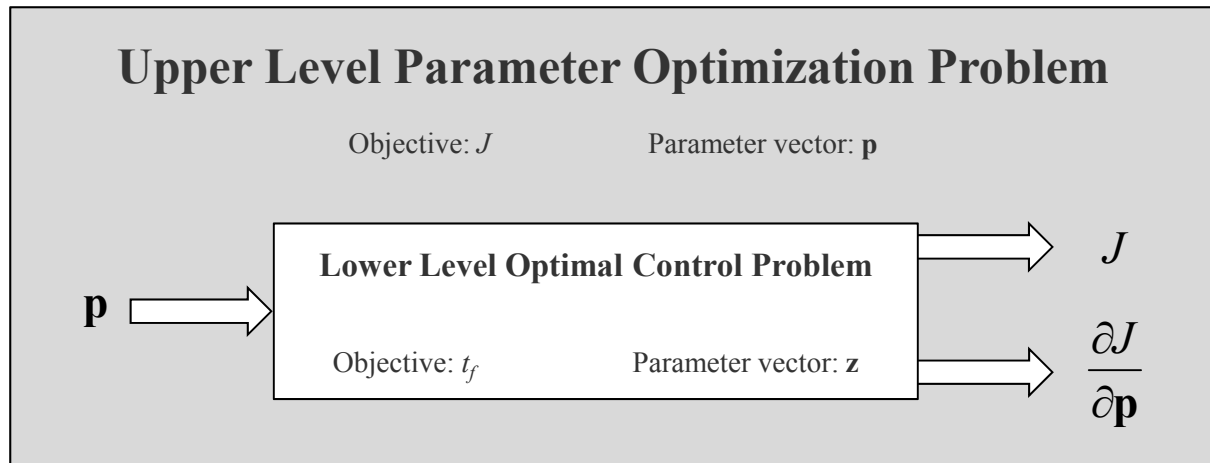 Upper Level Parameter Optimization Problem
Objective: J Parameter vector: p
Lower Level Optimal Control Problem
p
Objective: t_f Parameter vector: z
J
∂J
∂p